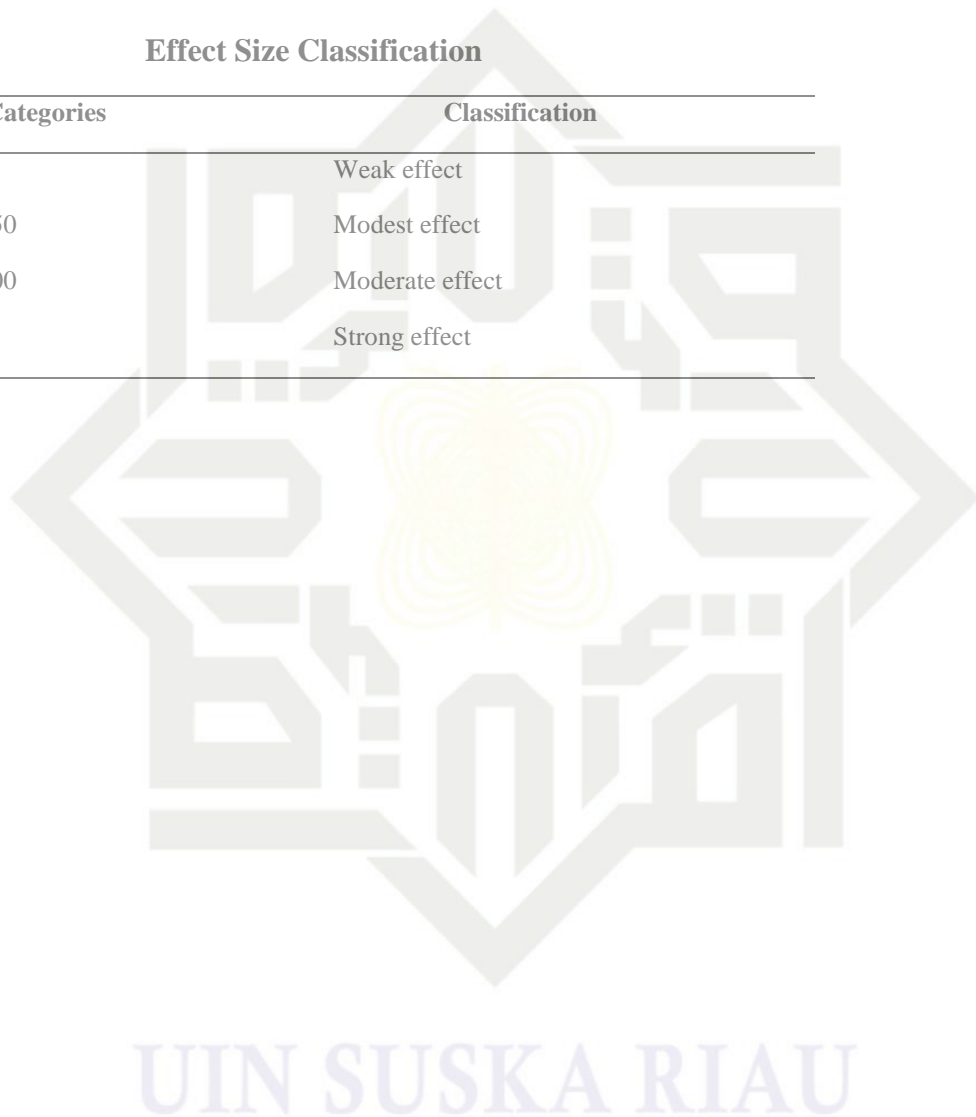 Effect Size Classification
Categories Classification
Weak effect
50 Modest effect
00 Moderate effect
Strong effect
UIN SUSKA RIAU